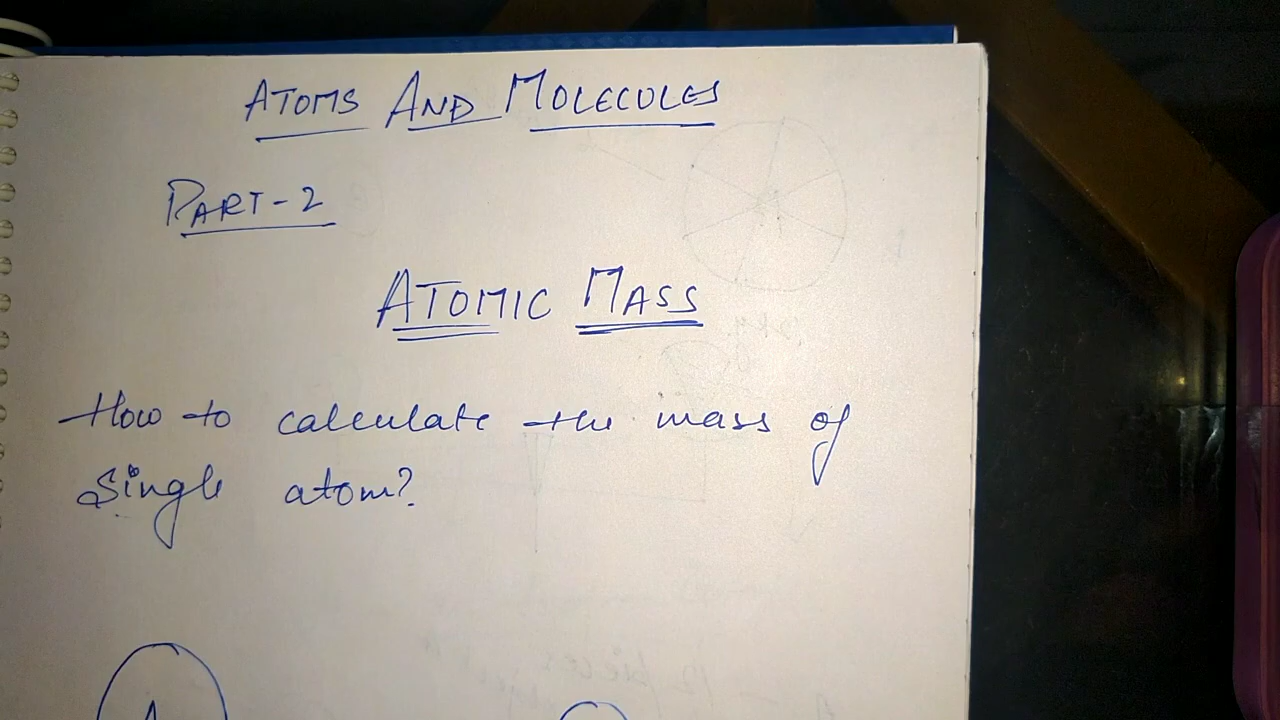 ATOMS AND MOLECULES
PART-2
ATOMIC MASS
How to calculate the mass of
Single atom?
A